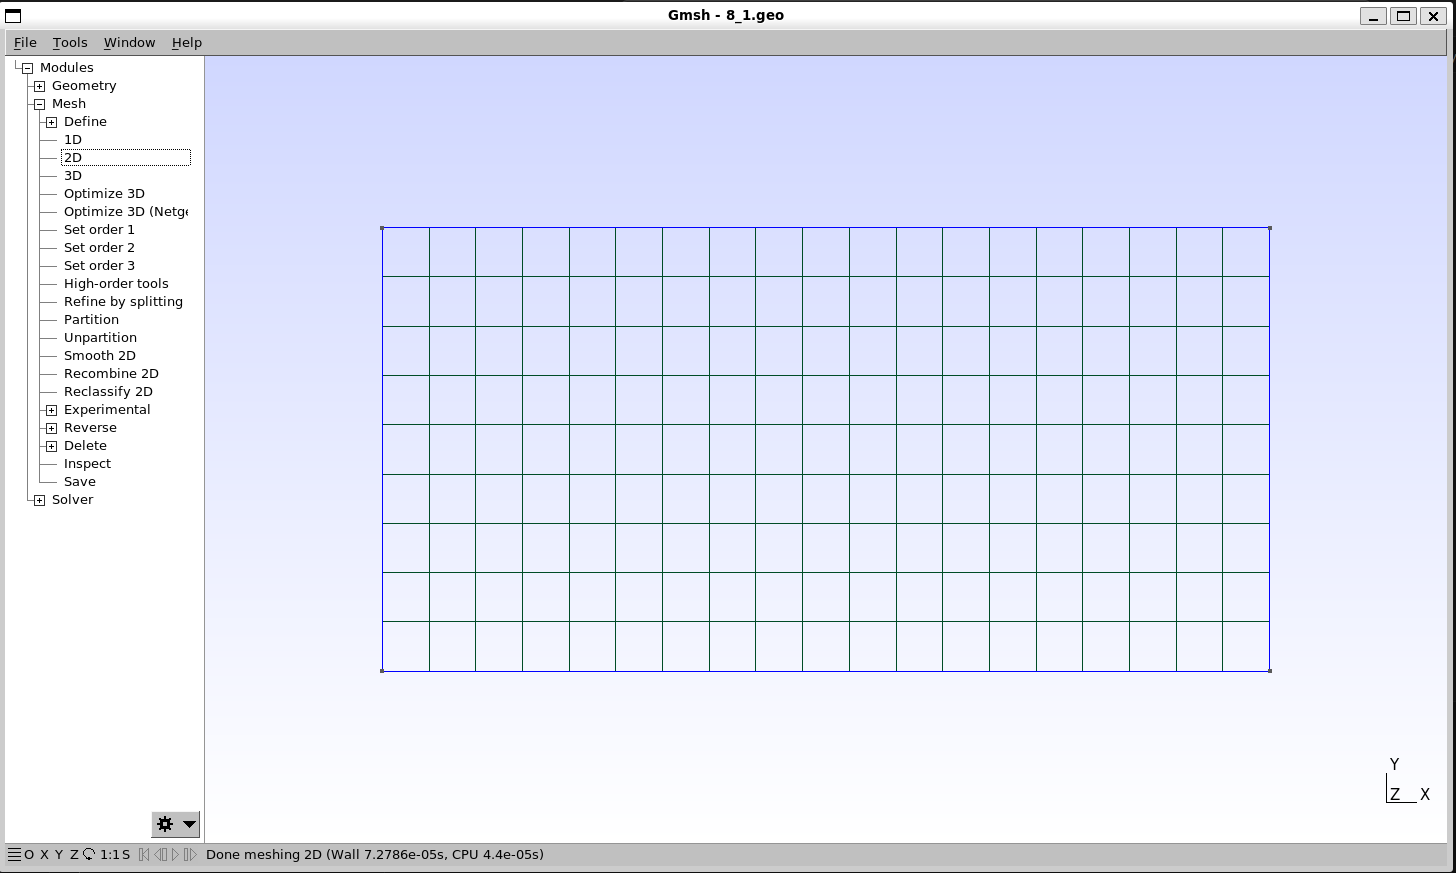 Gmsh - 8_1.geo
File Tools Window Help
Modules
Geometry
Mesh
Define
1D
2D
3D
Optimize 3D
Optimize 3D (Netge
Set order 1
Set order 2
Set order 3
High-order tools
Refine by splitting
Partition
Unpartition
Smooth 2D
Recombine 2D
Reclassify 2D
Experimental
Reverse
Delete
Inspect
Save
Solver
Y
Z X
O X Y Z 1:1 S Done meshing 2D (Wall 7.2786e-05s, CPU 4.4e-05s)